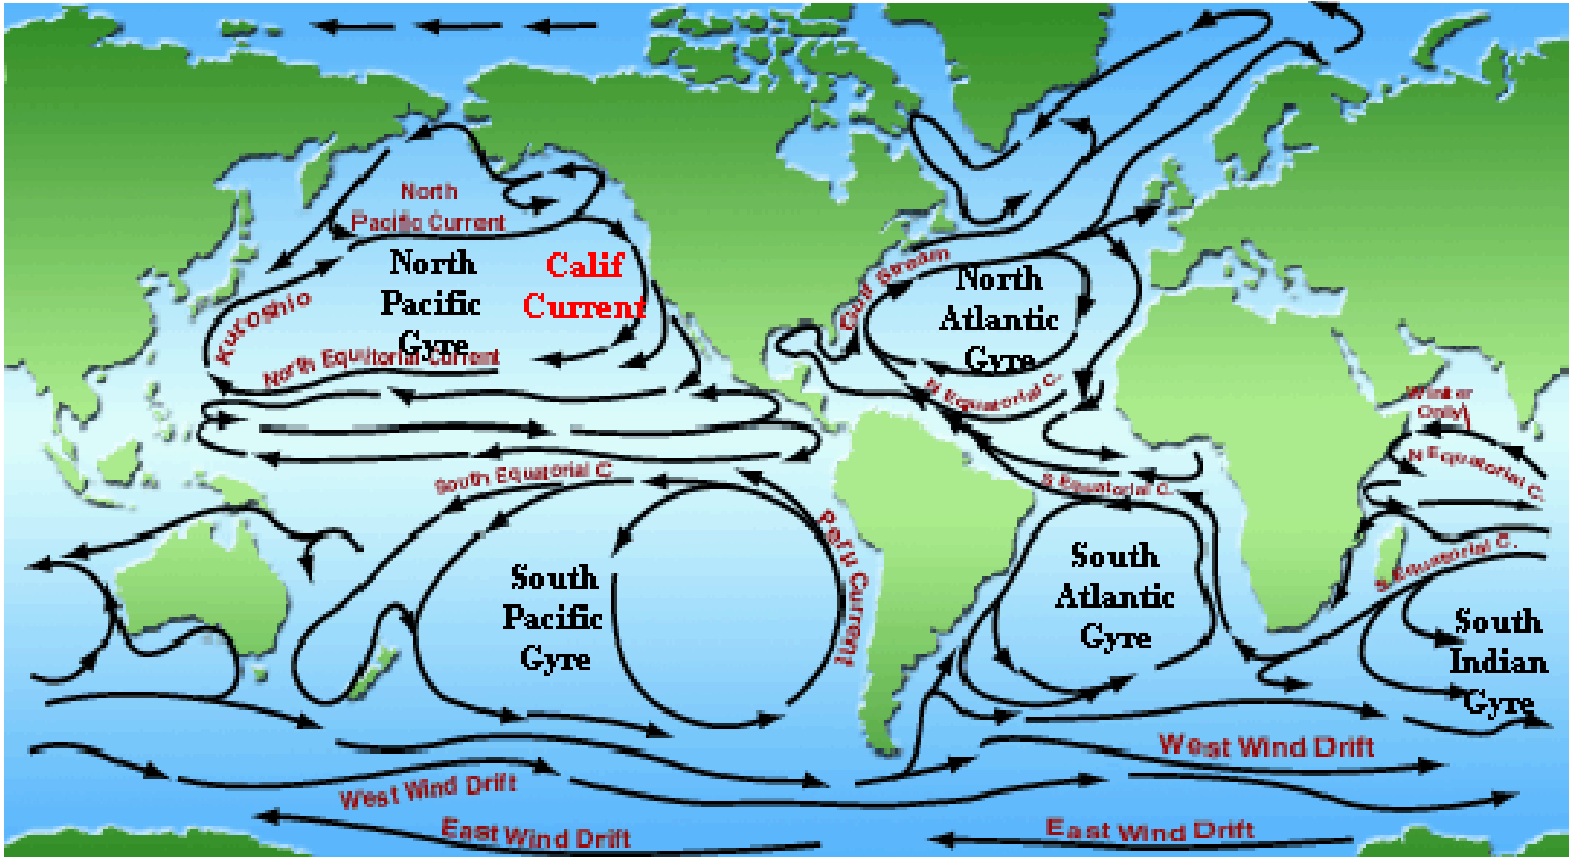 North
Pacific Current
North
Pacific
Gyre
Calif
Current
Kuroshio
North Equitorial Current
Gulf Stream
North
Atlantic
Gyre
N Equatorial C.
Winter
Only
N Equatorial C.
South Equatorial C
S Equatorial C.
S Equatorial C.
Peru Current
South
Pacific
Gyre
South
Atlantic
Gyre
South
Indian
Gyre
West Wind Drift
West Wind Drift
East Wind Drift
East Wind Drift